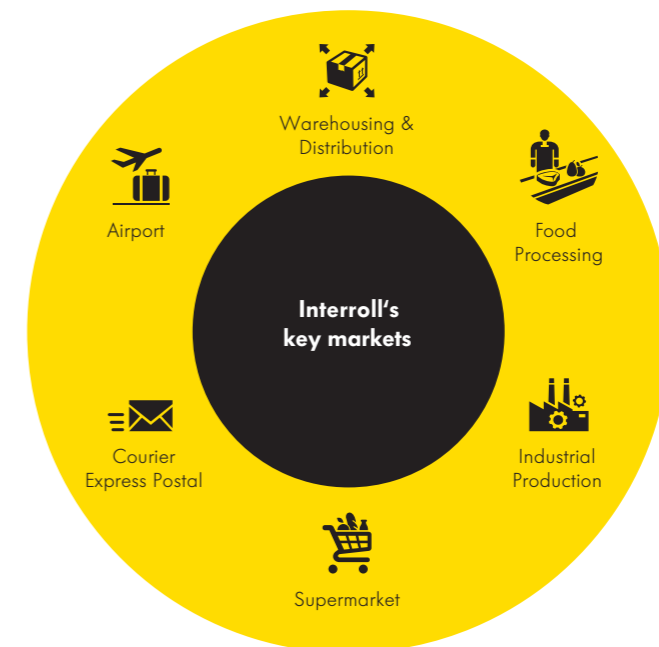 Warehousing &
Distribution
Airport
Food
Processing
Interroll‘s
key markets
Courier
Express Postal
Industrial
Production
Supermarket